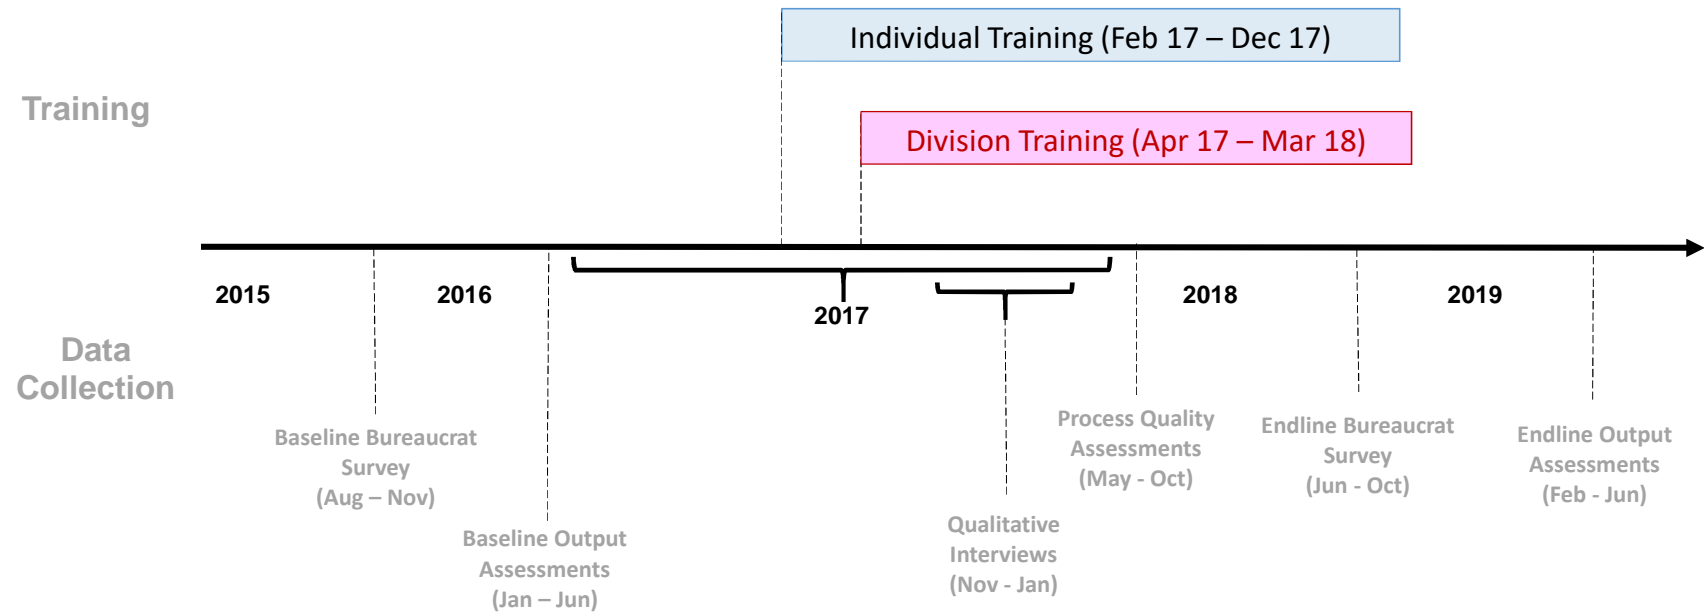 Individual Training (Feb 17 – Dec 17)
Training
Division Training (Apr 17 – Mar 18)
2015
2016
2017
2018
2019
Data
Collection
Baseline Bureaucrat
Survey
(Aug – Nov)
Baseline Output
Assessments
(Jan – Jun)
Qualitative
Interviews
(Nov - Jan)
Process Quality
Assessments
(May - Oct)
Endline Bureaucrat
Survey
(Jun - Oct)
Endline Output
Assessments
(Feb - Jun)